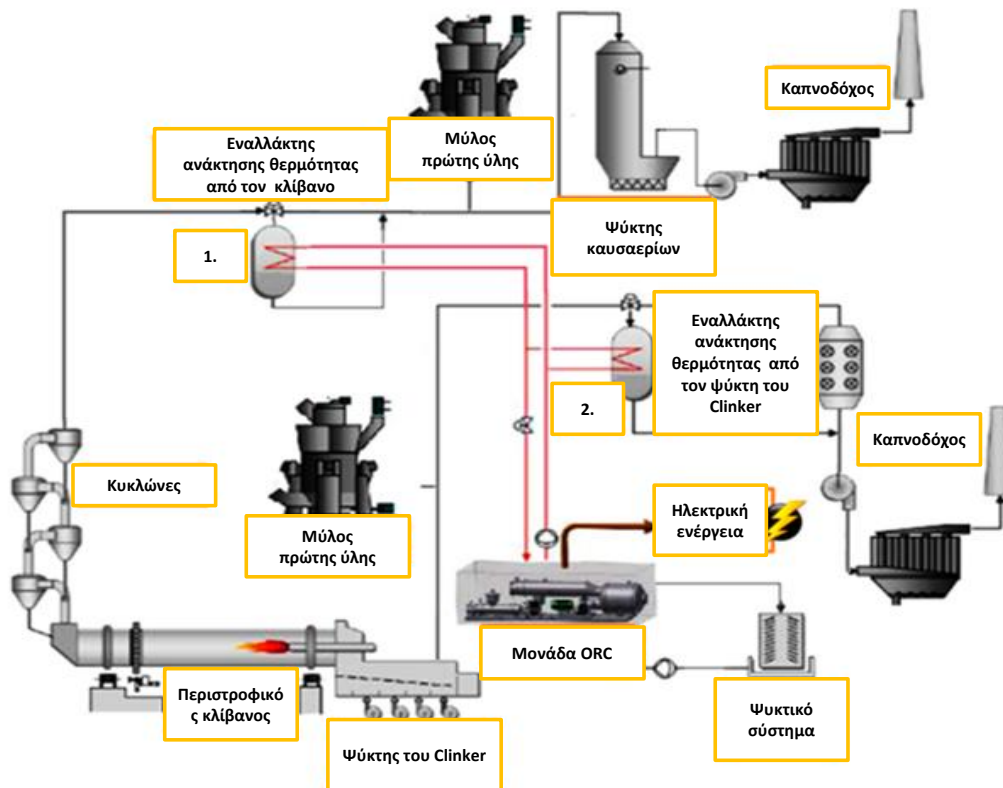 Καπνοδόχος
Εναλλάκτης
ανάκτησης θερμότητας
από τον κλίβανο
Μύλος
πρώτης ύλης
Ψύκτης
καυσαερίων
1.
Εναλλάκτης
ανάκτησης
θερμότητας από
τον ψύκτη του
Clinker
2.
Καπνοδόχος
Κυκλώνες
Μύλος
πρώτης ύλης
Ηλεκτρική
ενέργεια
Μονάδα ORC
Περιστροφικό
ς κλίβανος
Ψυκτικό
σύστημα
Ψύκτης του Clinker